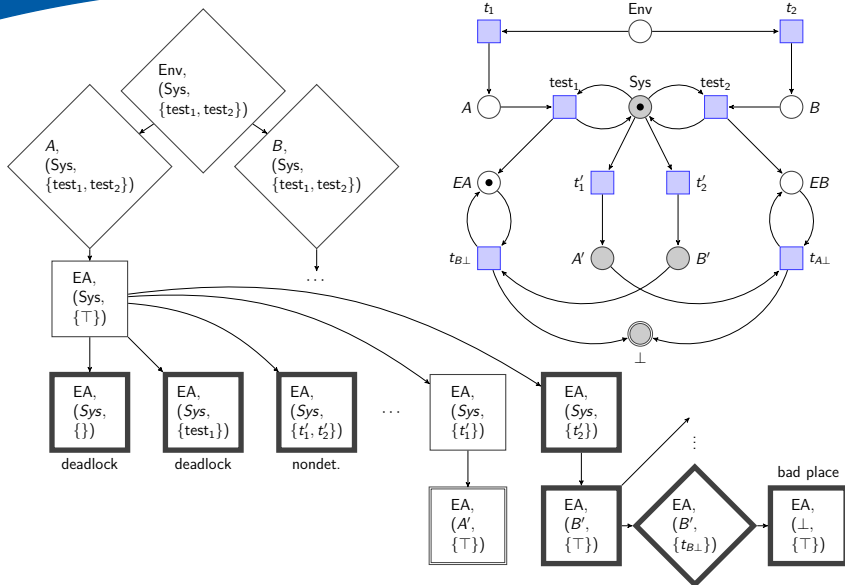 Env,
(Sys,
{test₁, test₂})
A,
(Sys,
{test₁, test₂})
B,
(Sys,
{test₁, test₂})
EA,
(Sys,
{⊤})
...
EA,
(Sys,
{})
deadlock
EA,
(Sys,
{test₁})
deadlock
EA,
(Sys,
{t′₁, t′₂})
nondet.
...
EA,
(Sys,
{t′₁})
EA,
(Sys,
{t′₂})
EA,
(A′,
{⊤})
EA,
(B′,
{⊤})
⋮
EA,
(B′,
{t_B⊥})
bad place
EA,
(⊥,
{⊤})
t₁
Env
t₂
A
test₁
Sys
test₂
B
EA
t′₁
t′₂
EB
t_B⊥
A′
B′
t_A⊥
⊥